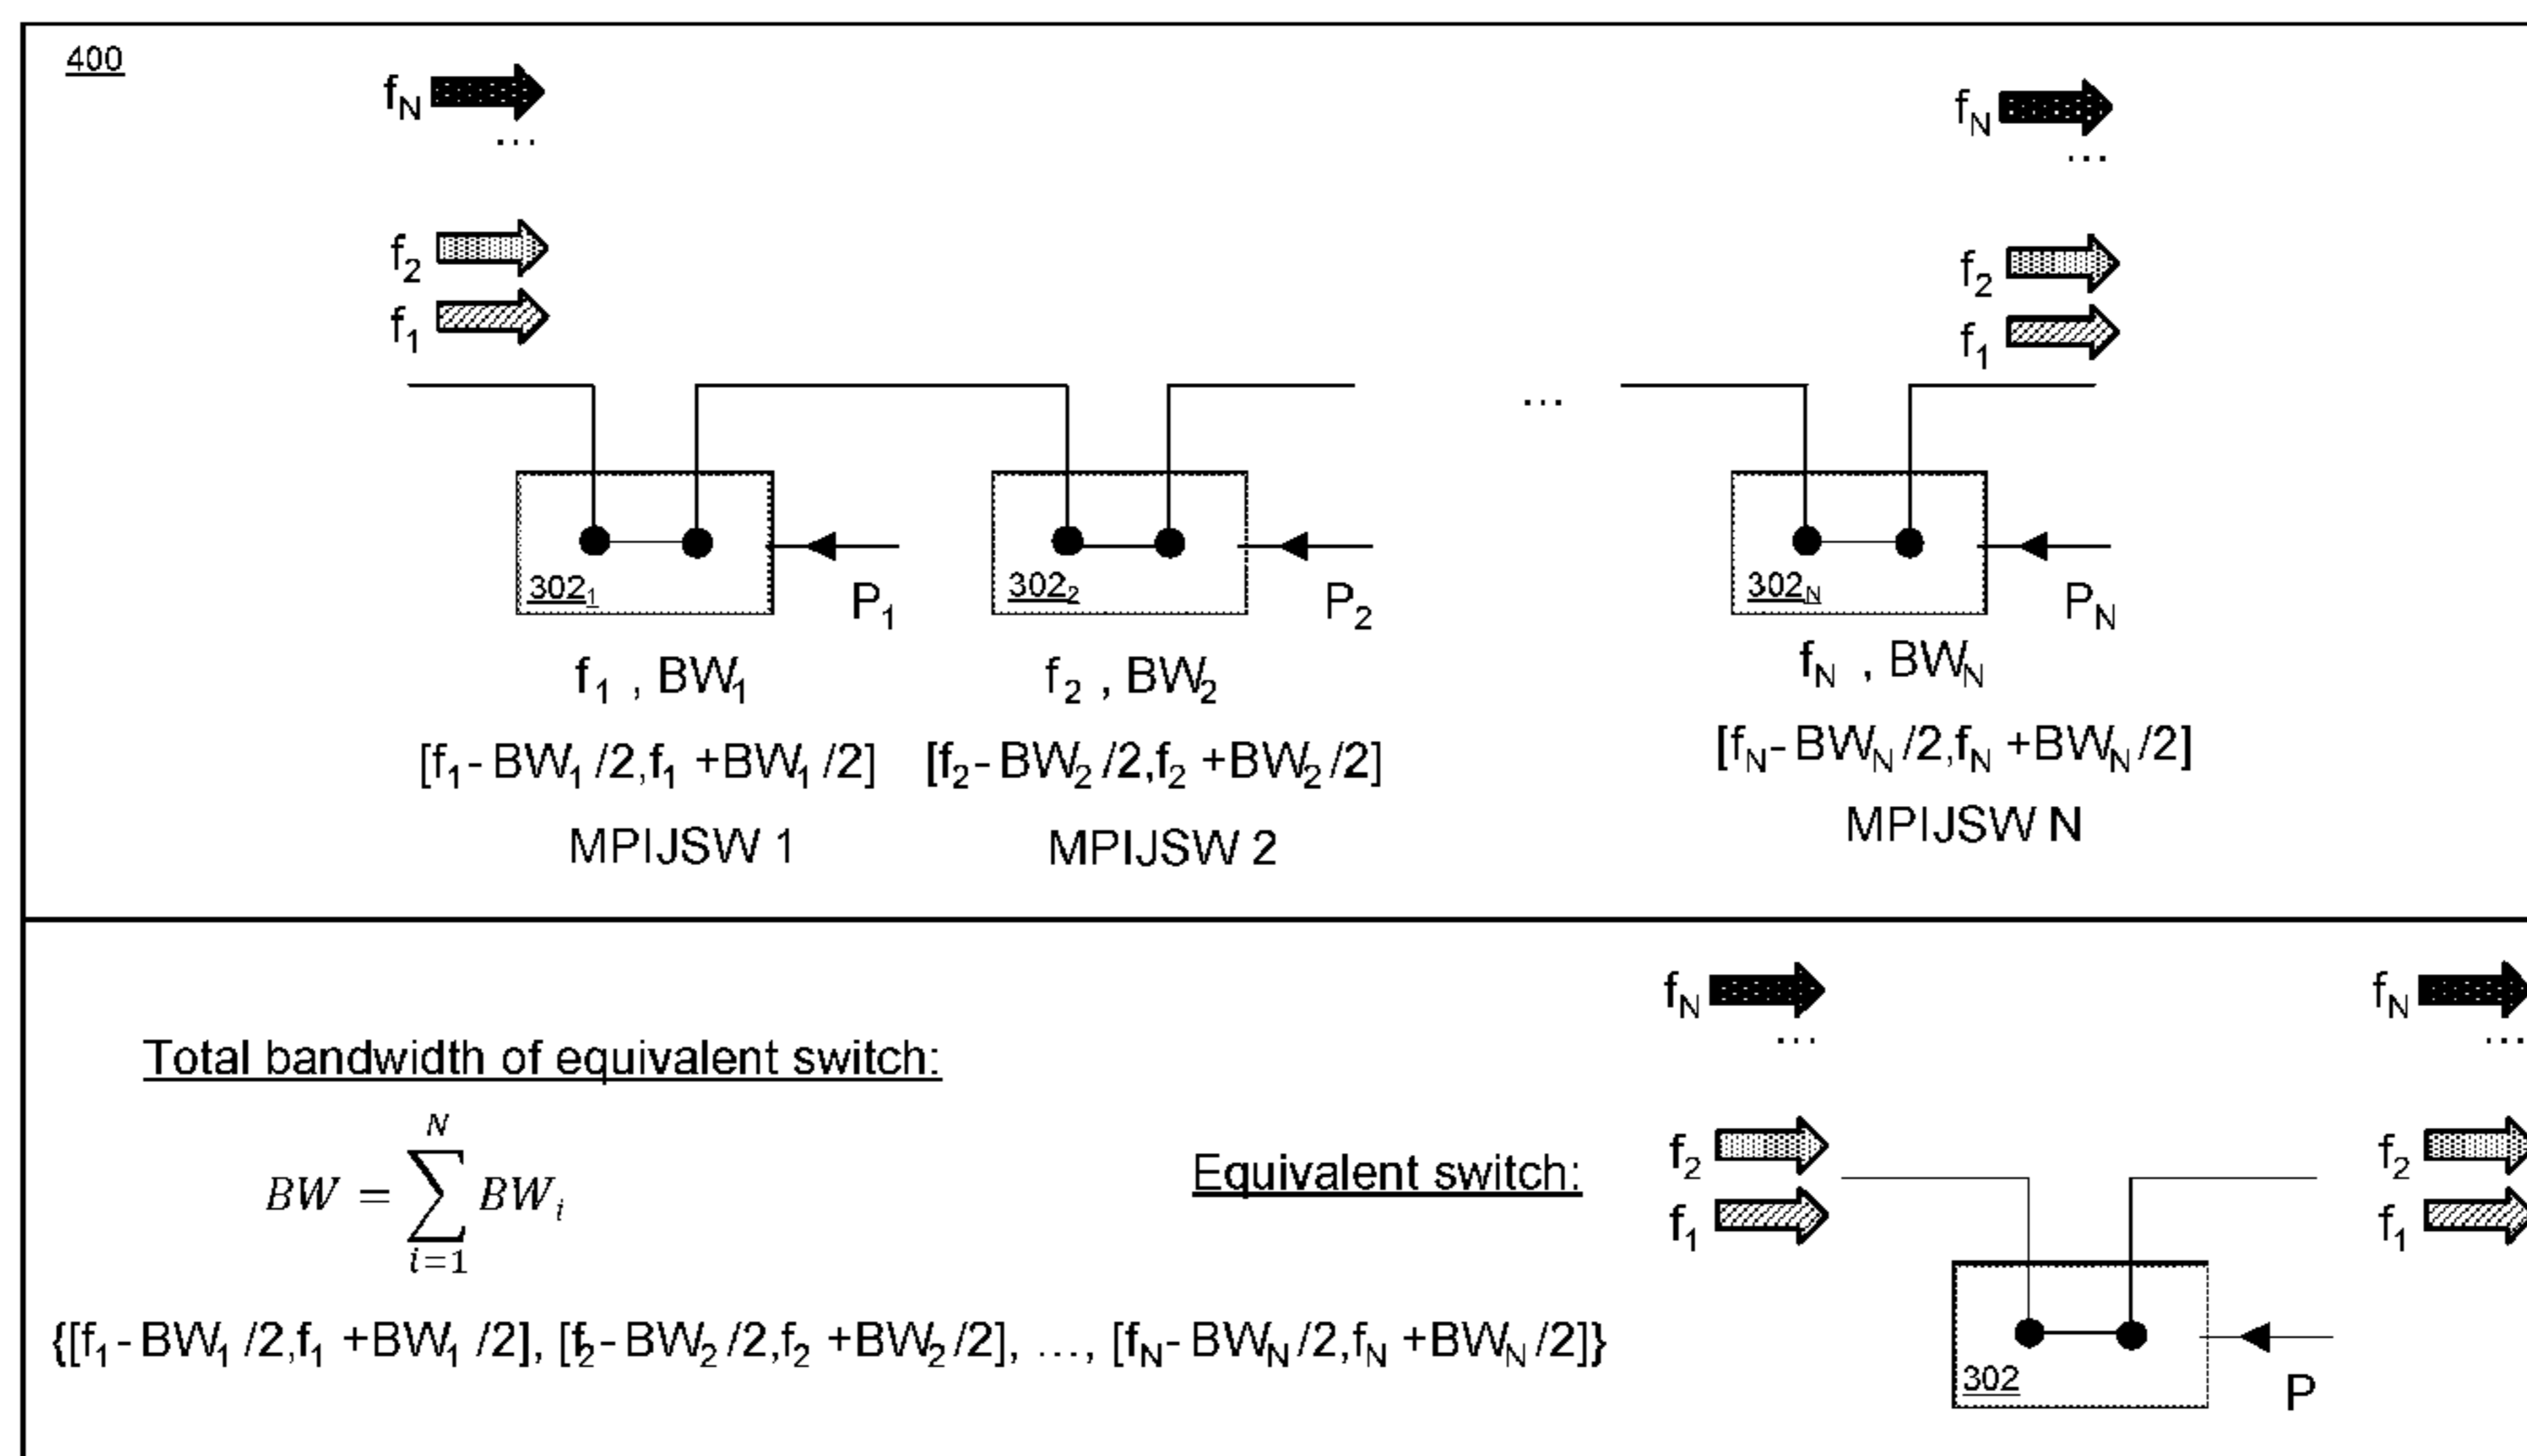 400
f_N
...
f_2
f_1
f_N
...
f_2
f_1
...
302_1
P_1
302_2
P_2
302_N
P_N
f_1 , BW_1
f_2 , BW_2
f_N , BW_N
[f_1 - BW_1 /2,f_1 +BW_1 /2]
[f_2 - BW_2 /2,f_2 +BW_2 /2]
[f_N - BW_N /2,f_N +BW_N /2]
MPIJSW 1
MPIJSW 2
MPIJSW N
Total bandwidth of equivalent switch:
BW = \sum_{i=1}^{N} BW_i
{[f_1 - BW_1 /2,f_1 +BW_1 /2], [f_2 - BW_2 /2,f_2 +BW_2 /2], ..., [f_N - BW_N /2,f_N +BW_N /2]}
Equivalent switch:
f_N
...
f_2
f_1
f_N
...
f_2
f_1
302
P